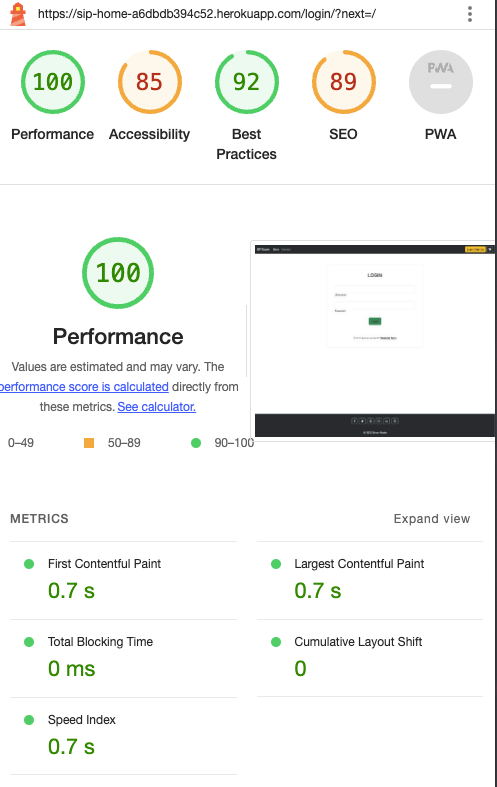 https://sip-home-a6dbdb394c52.herokuapp.com/login/?next=/
100
85
92
89
PWA
Performance
Accessibility
Best
Practices
SEO
PWA
100
Performance
Values are estimated and may vary. The
performance score is calculated directly from
these metrics. See calculator.
0–49
50–89
90–100
LOGIN
METRICS
Expand view
First Contentful Paint
0.7 s
Largest Contentful Paint
0.7 s
Total Blocking Time
0 ms
Cumulative Layout Shift
0
Speed Index
0.7 s